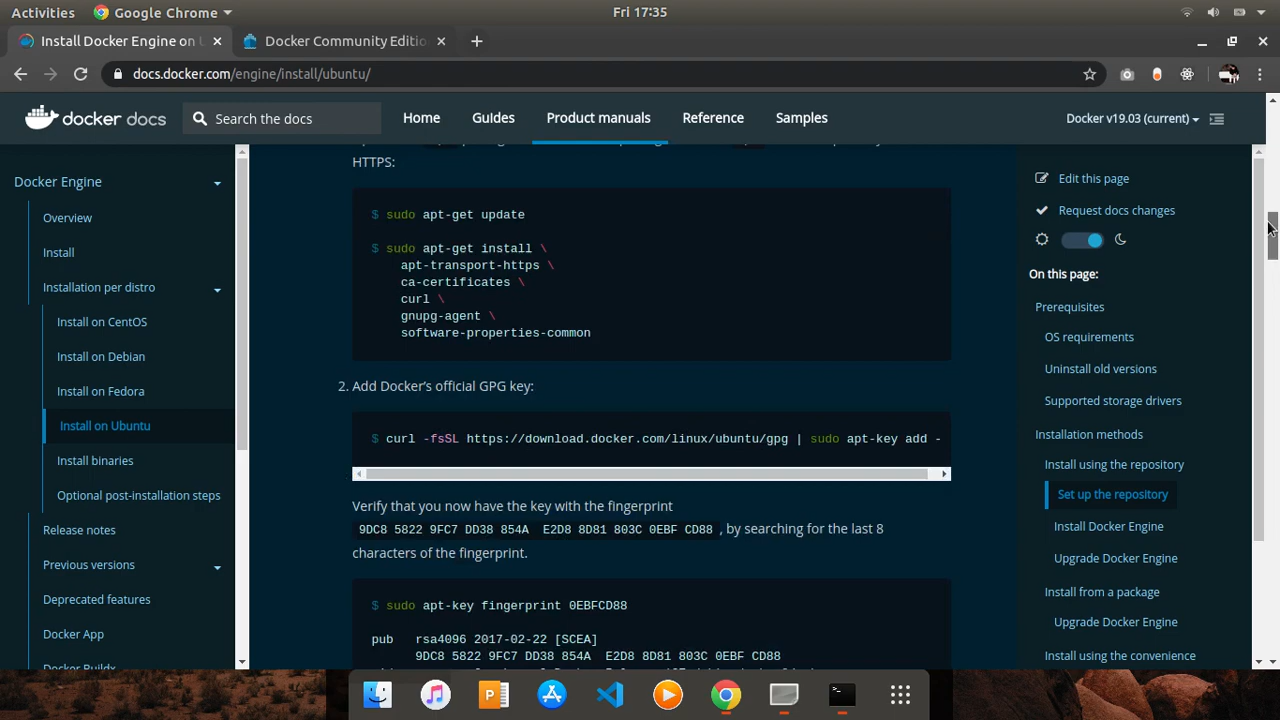 Activities
Google Chrome
Fri 17:35
Install Docker Engine on U
Docker Community Editio
docs.docker.com/engine/install/ubuntu/
docker docs
Search the docs
Home
Guides
Product manuals
Reference
Samples
Docker v19.03 (current)
Docker Engine
Overview
Install
Installation per distro
Install on CentOS
Install on Debian
Install on Fedora
Install on Ubuntu
Install binaries
Optional post-installation steps
Release notes
Previous versions
Deprecated features
Docker App
Docker Buildx
HTTPS:
$ sudo apt-get update
$ sudo apt-get install \
apt-transport-https \
ca-certificates \
curl \
gnupg-agent \
software-properties-common
2. Add Docker's official GPG key:
$ curl -fsSL https://download.docker.com/linux/ubuntu/gpg | sudo apt-key add -
Verify that you now have the key with the fingerprint
9DC8 5822 9FC7 DD38 854A  E2D8 8D81 803C 0EBF CD88 , by searching for the last 8
characters of the fingerprint.
$ sudo apt-key fingerprint 0EBFCD88
pub   rsa4096 2017-02-22 [SCEA]
9DC8 5822 9FC7 DD38 854A  E2D8 8D81 803C 0EBF CD88
Edit this page
Request docs changes
On this page:
Prerequisites
OS requirements
Uninstall old versions
Supported storage drivers
Installation methods
Install using the repository
Set up the repository
Install Docker Engine
Upgrade Docker Engine
Install from a package
Upgrade Docker Engine
Install using the convenience